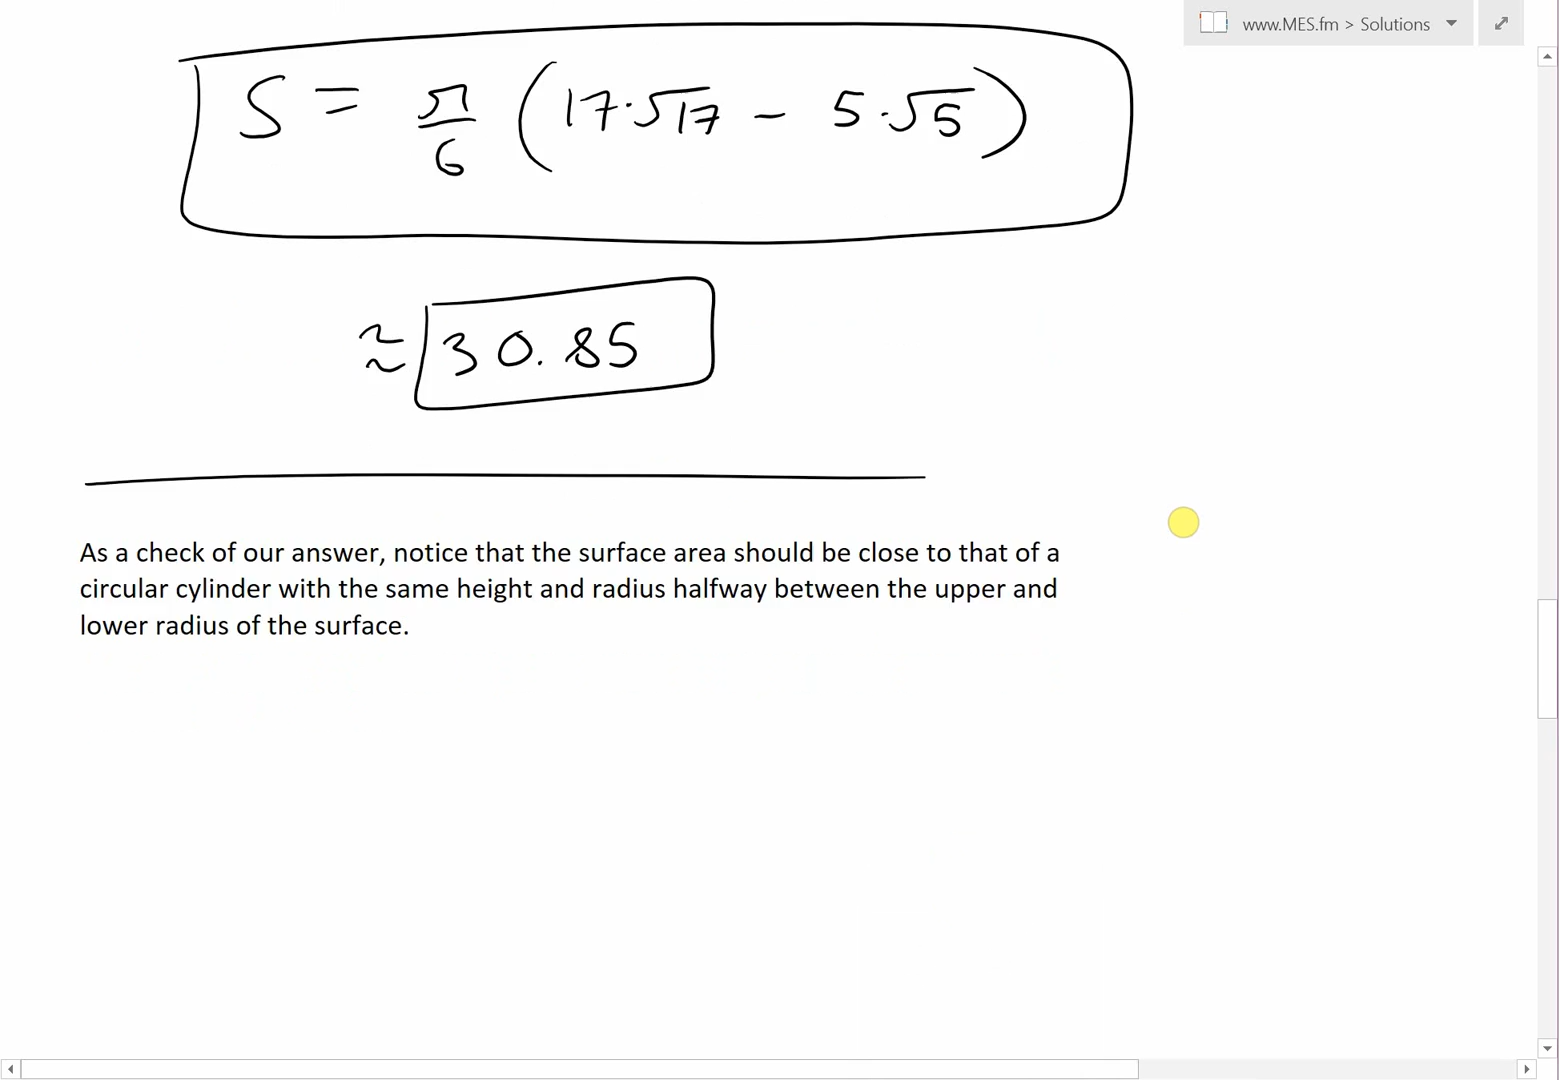 www.MES.fm > Solutions
S = π/6 (17·√17 − 5·√5)
≈ 30.85
As a check of our answer, notice that the surface area should be close to that of a
circular cylinder with the same height and radius halfway between the upper and
lower radius of the surface.